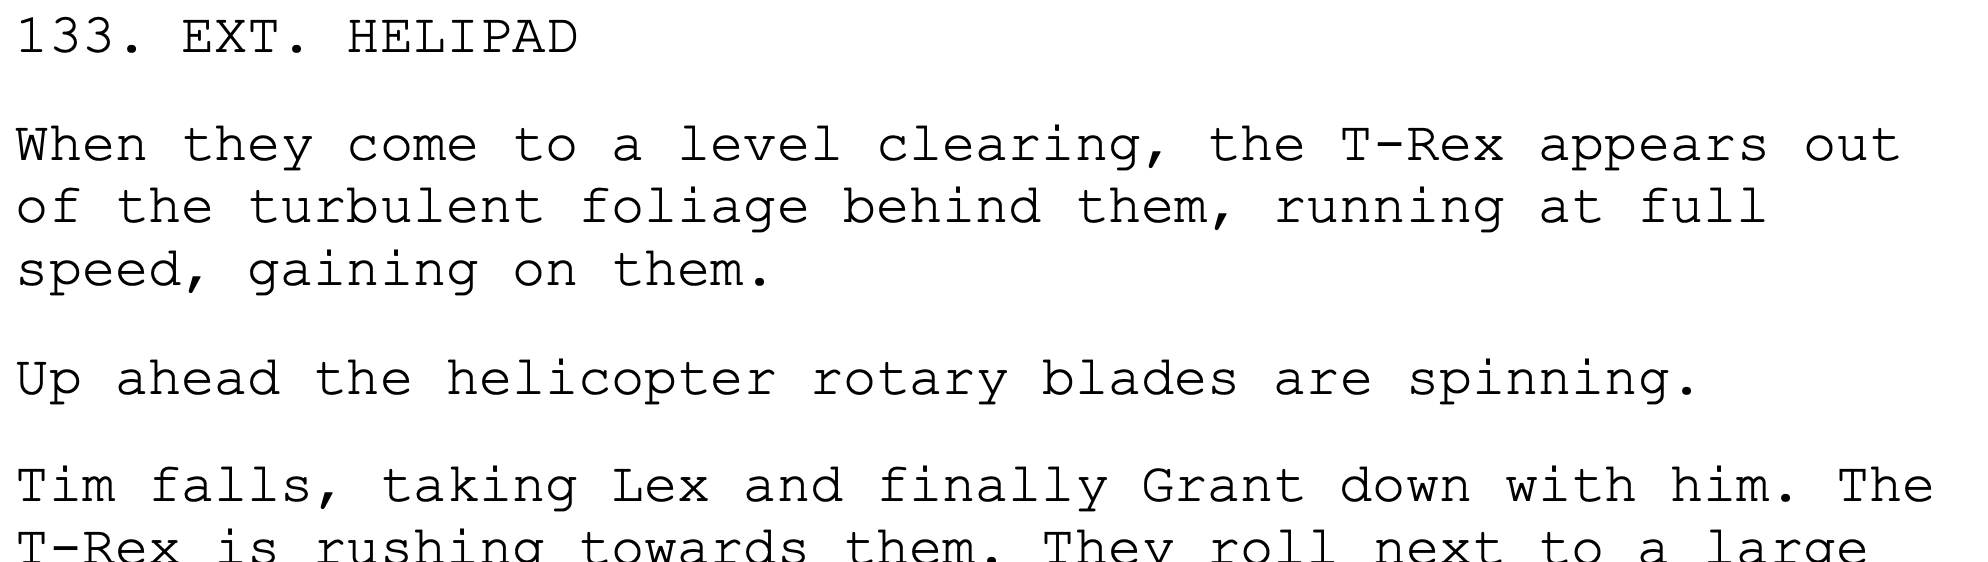 133. EXT. HELIPAD
When they come to a level clearing, the T-Rex appears out
of the turbulent foliage behind them, running at full
speed, gaining on them.
Up ahead the helicopter rotary blades are spinning.
Tim falls, taking Lex and finally Grant down with him. The
T-Rex is rushing towards them. They roll next to a large